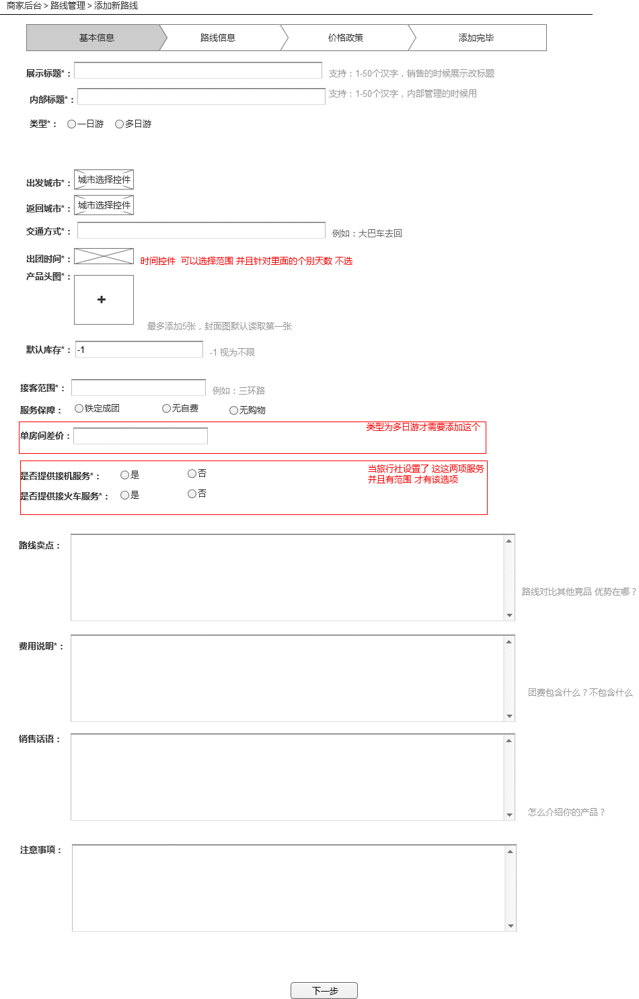 商家后台 > 路线管理 > 添加新路线
基本信息 路线信息 价格政策 添加完毕
展示标题*： 支持：1-50个汉字，销售的时候展示改标题
内部标题*： 支持：1-50个汉字，内部管理的时候用
类型*： 一日游 多日游
出发城市*： 城市选择控件
返回城市*： 城市选择控件
交通方式*： 例如：大巴车去回
出团时间*： 时间控件 可以选择范围 并且针对里面的个别天数 不选
产品头图*：
+
最多添加5张，封面图默认读取第一张
默认库存*： -1 -1 视为不限
接客范围*： 例如：三环路
服务保障： 铁定成团 无自费 无购物
类型为多日游才需要添加这个
单房间差价：
当旅行社设置了 这这两项服务
并且有范围 才有该选项
是否提供接机服务*： 是 否
是否提供接火车服务*： 是 否
路线卖点：
路线对比其他竟品 优势在哪？
费用说明*：
团费包含什么？不包含什么
销售话语：
怎么介绍你的产品？
注意事项：
下一步